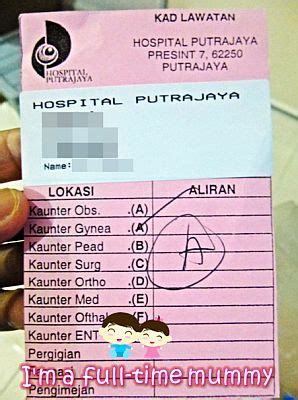 KAD LAWATAN
HOSPITAL PUTRAJAYA
PRESINT 7, 62250
PUTRAJAYA
HOSPITAL
PUTRAJAYA
HOSPITAL PUTRAJAYA
Name:
LOKASI ALIRAN
Kaunter Obs. .(A)
Kaunter Gynea .(A)
Kaunter Pead .(B)
Kaunter Surg .(C)
Kaunter Ortho .(D)
A
Kaunter Med .(E)
Kaunter Ofthal .(F)
Kaunter ENT
Pergigian
I'm a full-time mummy
Pengimejan